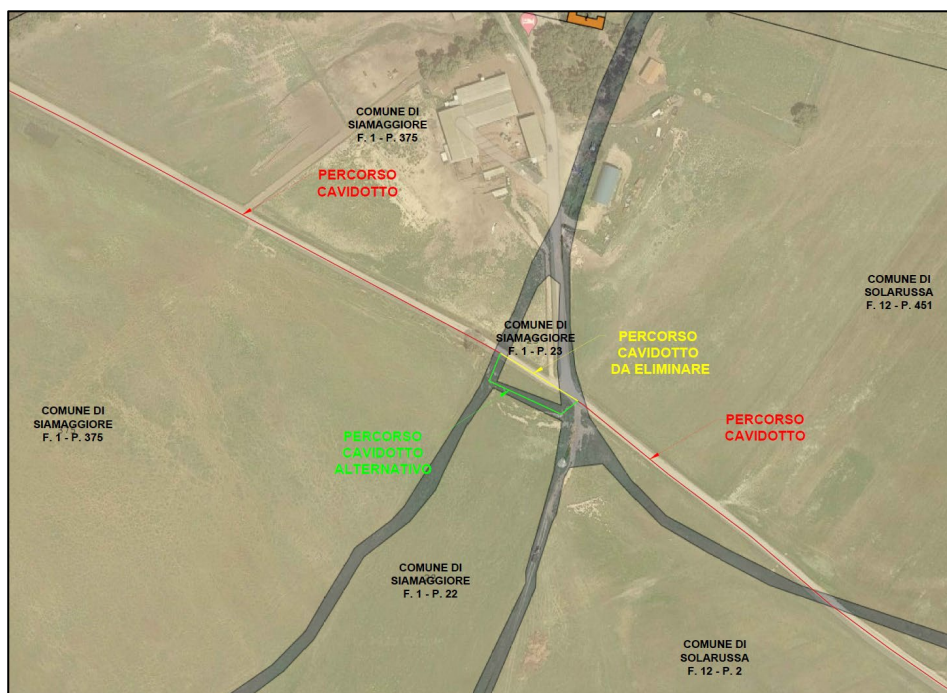 COMUNE DI
SIAMAGGIORE
F. 1 - P. 375
PERCORSO
CAVIDOTTO
COMUNE DI
SOLARUSSA
F. 12 - P. 451
COMUNE DI
SIAMAGGIORE
F. 1 - P. 23
PERCORSO
CAVIDOTTO
DA ELIMINARE
COMUNE DI
SIAMAGGIORE
F. 1 - P. 375
PERCORSO
CAVIDOTTO
ALTERNATIVO
PERCORSO
CAVIDOTTO
COMUNE DI
SIAMAGGIORE
F. 1 - P. 22
COMUNE DI
SOLARUSSA
F. 12 - P. 2